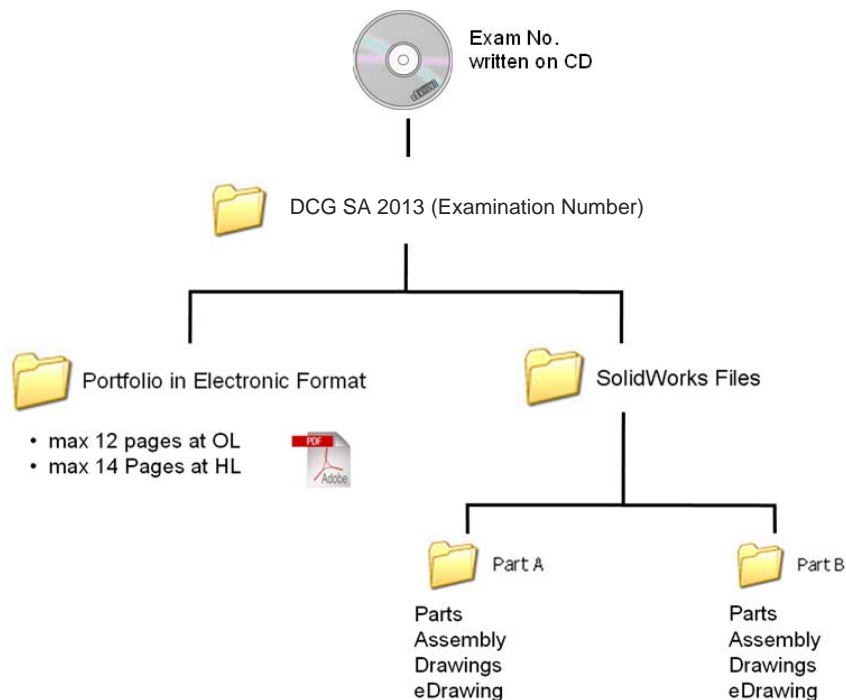 Exam No.
written on CD
DCG SA 2013 (Examination Number)
Portfolio in Electronic Format
• max 12 pages at OL
• max 14 Pages at HL
PDF
Adobe
SolidWorks Files
Part A
Parts
Assembly
Drawings
eDrawing
Part B
Parts
Assembly
Drawings
eDrawing